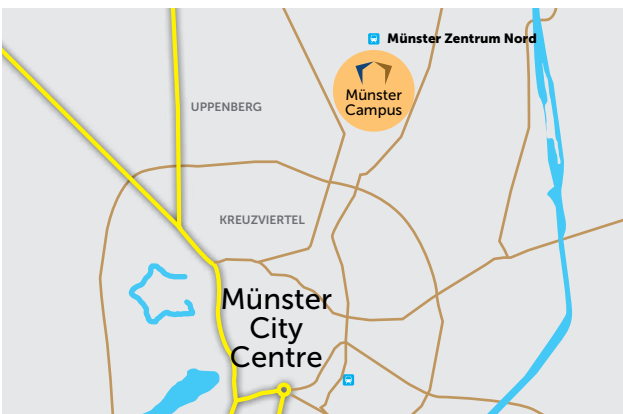 Münster Zentrum Nord
Münster
Campus
UPPENBERG
KREUZVIERTEL
Münster
City
Centre